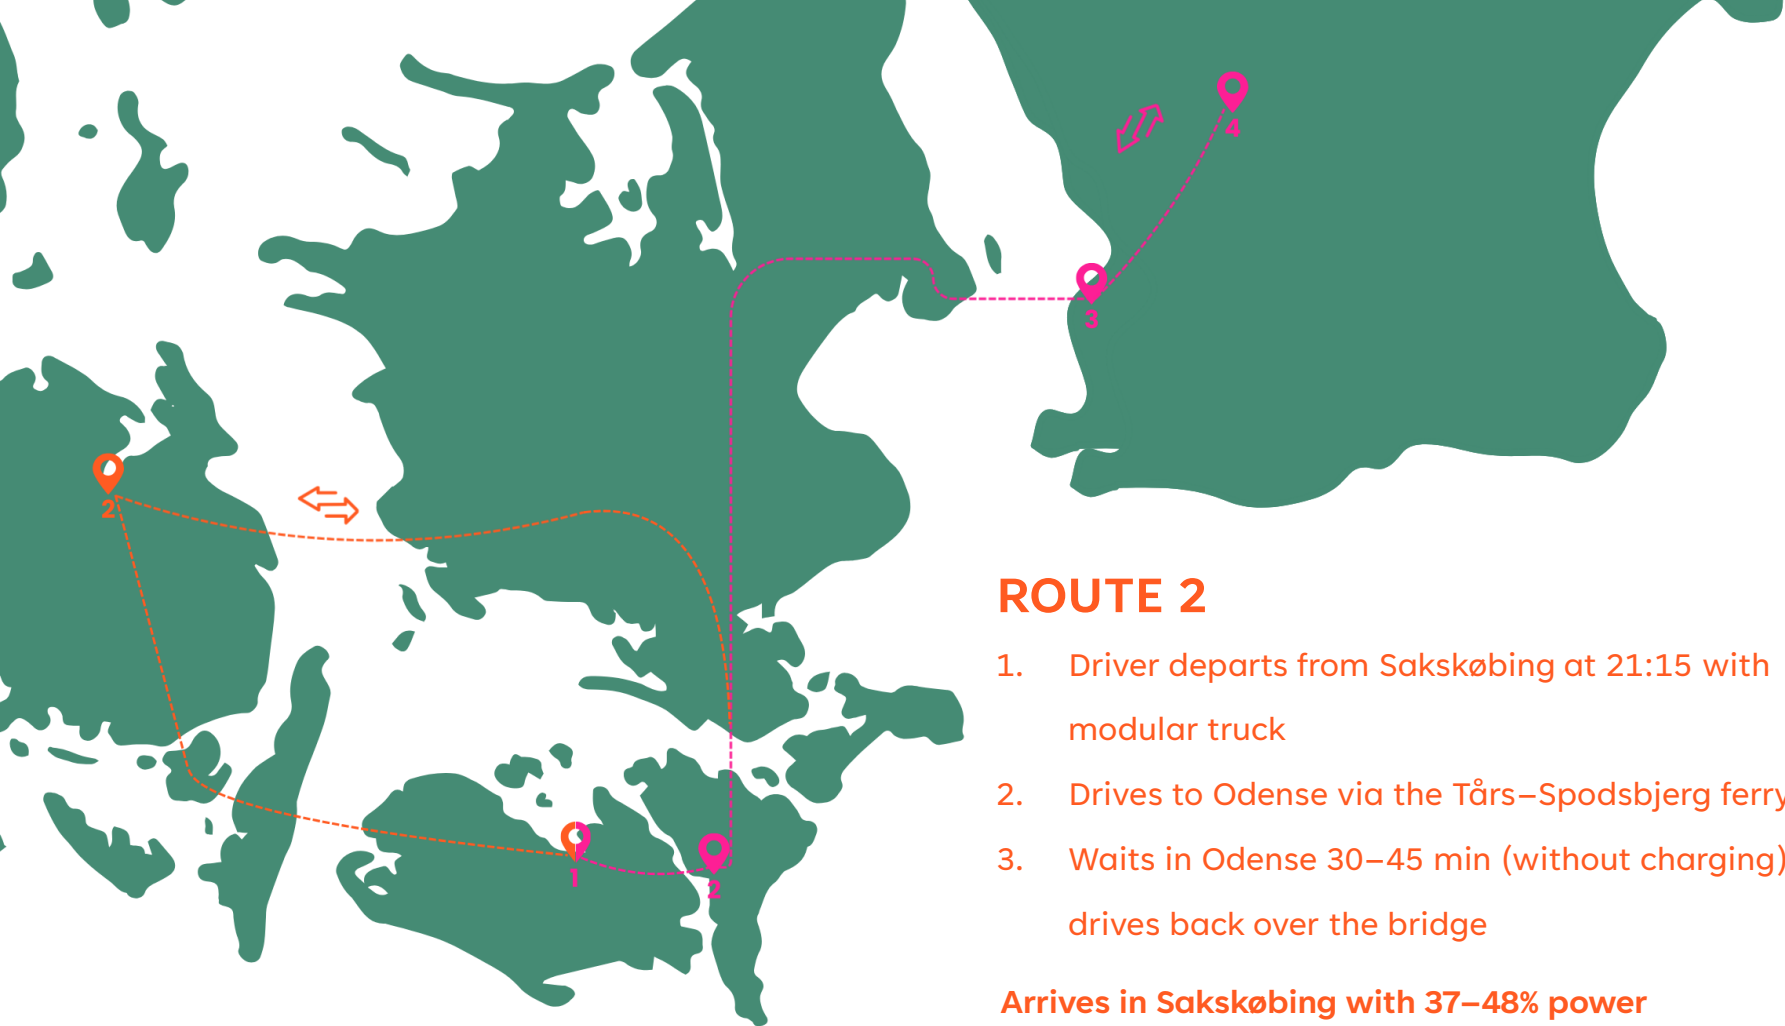 4
3
2
1
2
ROUTE 2
1. Driver departs from Sakskøbing at 21:15 with
modular truck
2. Drives to Odense via the Tårs–Spodsbjerg ferry
3. Waits in Odense 30–45 min (without charging)
drives back over the bridge
Arrives in Sakskøbing with 37–48% power